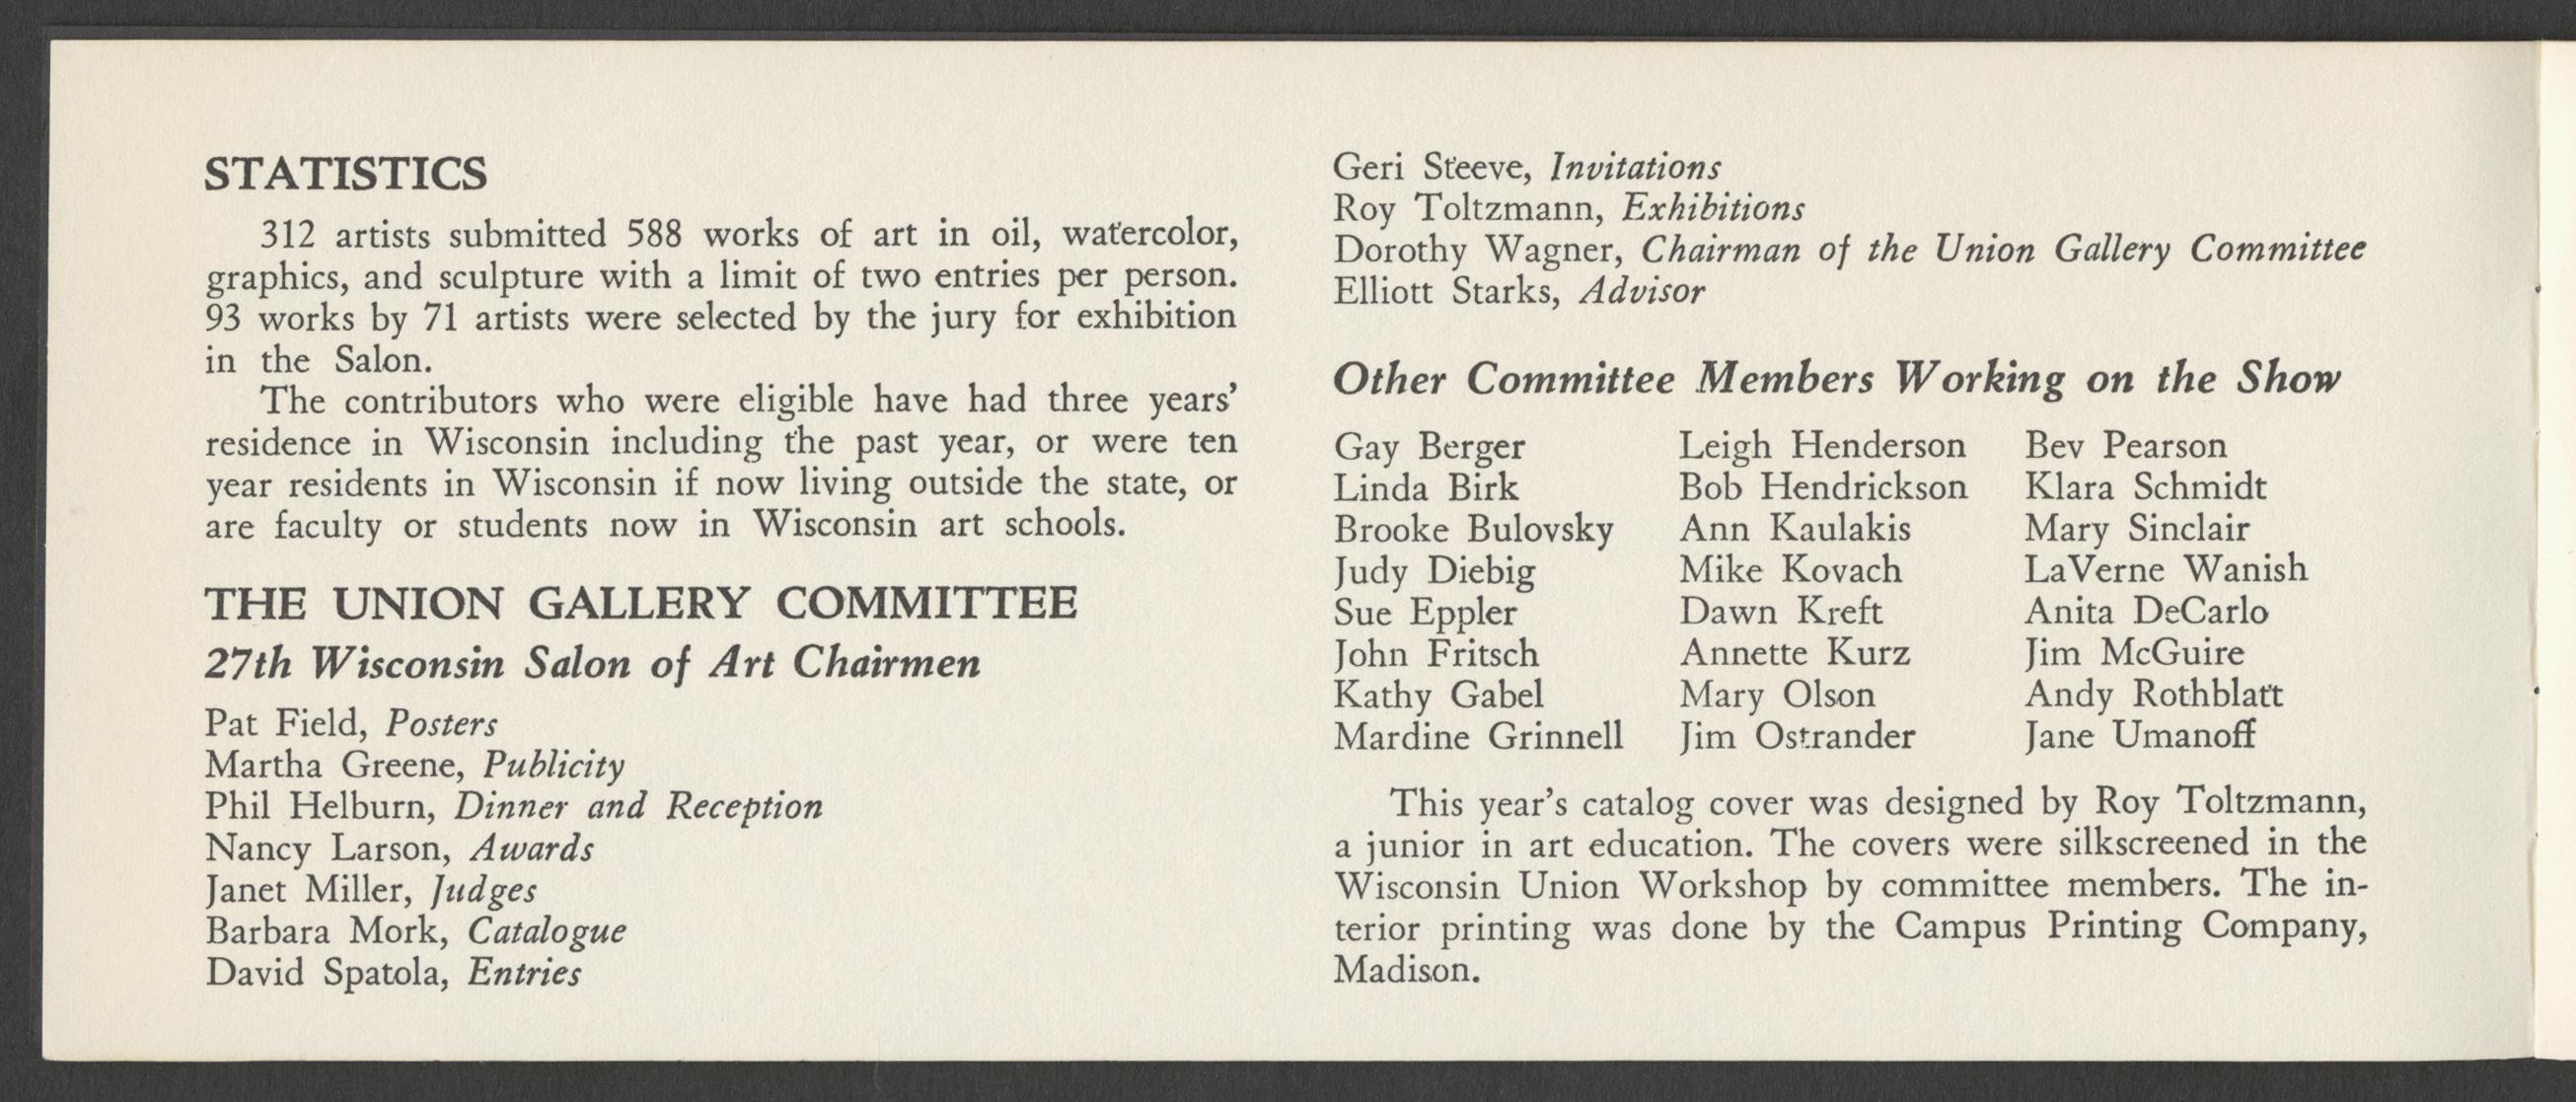 STATISTICS
312 artists submitted 588 works of art in oil, watercolor,
graphics, and sculpture with a limit of two entries per person.
93 works by 71 artists were selected by the jury for exhibition
in the Salon.
The contributors who were eligible have had three years'
residence in Wisconsin including the past year, or were ten
year residents in Wisconsin if now living outside the state, or
are faculty or students now in Wisconsin art schools.
THE UNION GALLERY COMMITTEE
27th Wisconsin Salon of Art Chairmen
Pat Field, Posters
Martha Greene, Publicity
Phil Helburn, Dinner and Reception
Nancy Larson, Awards
Janet Miller, Judges
Barbara Mork, Catalogue
David Spatola, Entries
Geri Steeve, Invitations
Roy Toltzmann, Exhibitions
Dorothy Wagner, Chairman of the Union Gallery Committee
Elliott Starks, Advisor
Other Committee Members Working on the Show
Gay Berger
Linda Birk
Brooke Bulovsky
Judy Diebig
Sue Eppler
John Fritsch
Kathy Gabel
Mardine Grinnell
Leigh Henderson
Bob Hendrickson
Ann Kaulakis
Mike Kovach
Dawn Kreft
Annette Kurz
Mary Olson
Jim Ostrander
Bev Pearson
Klara Schmidt
Mary Sinclair
LaVerne Wanish
Anita DeCarlo
Jim McGuire
Andy Rothblatt
Jane Umanoff
This year's catalog cover was designed by Roy Toltzmann,
a junior in art education. The covers were silkscreened in the
Wisconsin Union Workshop by committee members. The in-
terior printing was done by the Campus Printing Company,
Madison.